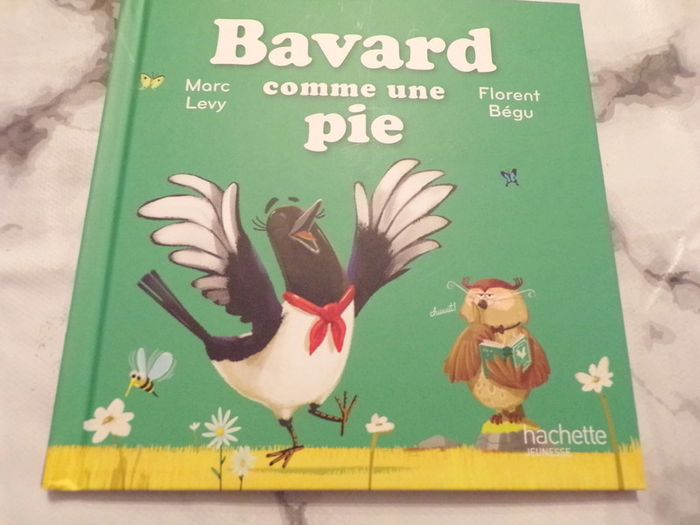 Bavard
comme une
pie
Marc
Levy
Florent
Bégu
chuuut!
hachette
JEUNESSE